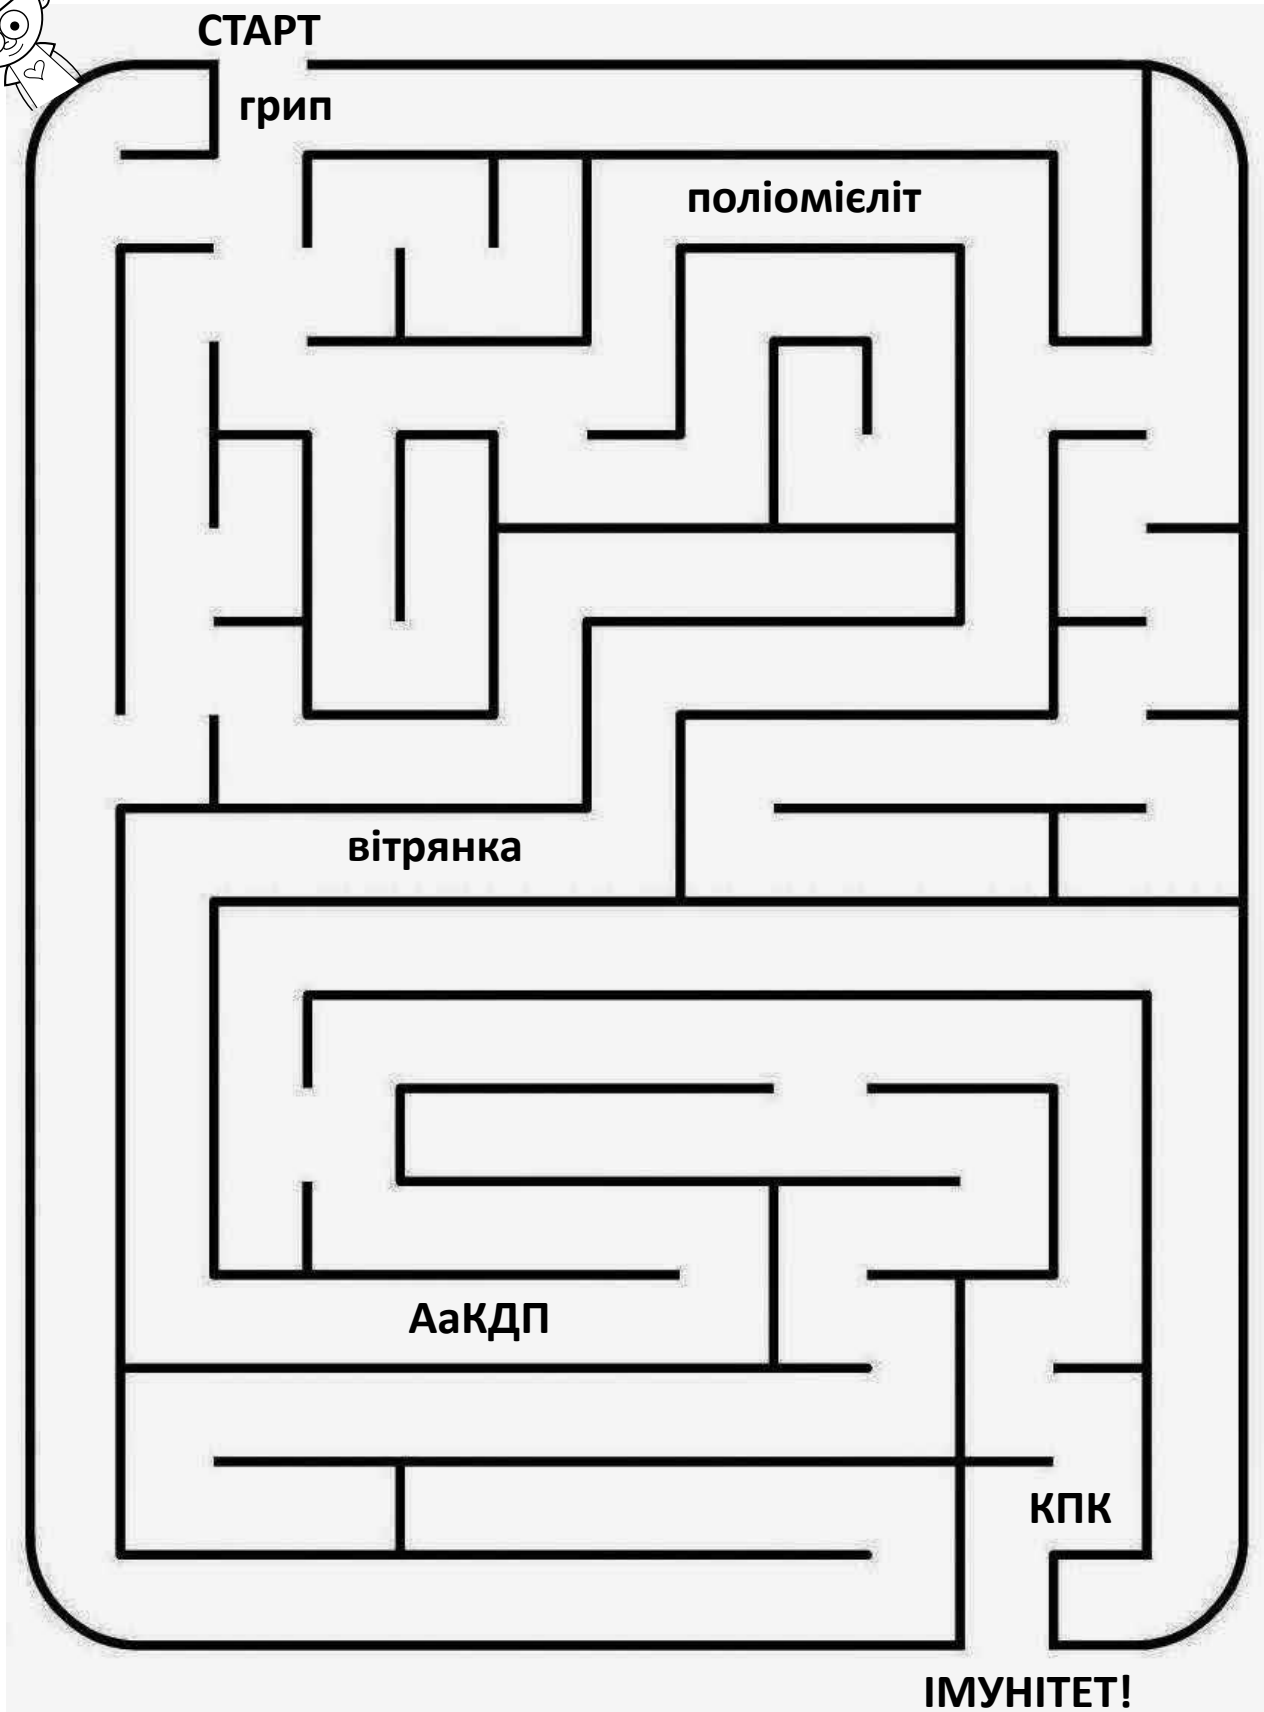 СТАРТ
грип
поліомієліт
вітрянка
АаКДП
КПК
ІМУНІТЕТ!